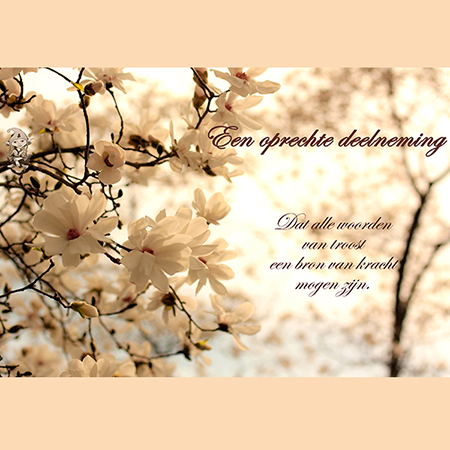 Een oprechte deelneming
Dat alle woorden
van troost
een bron van kracht
mogen zijn.